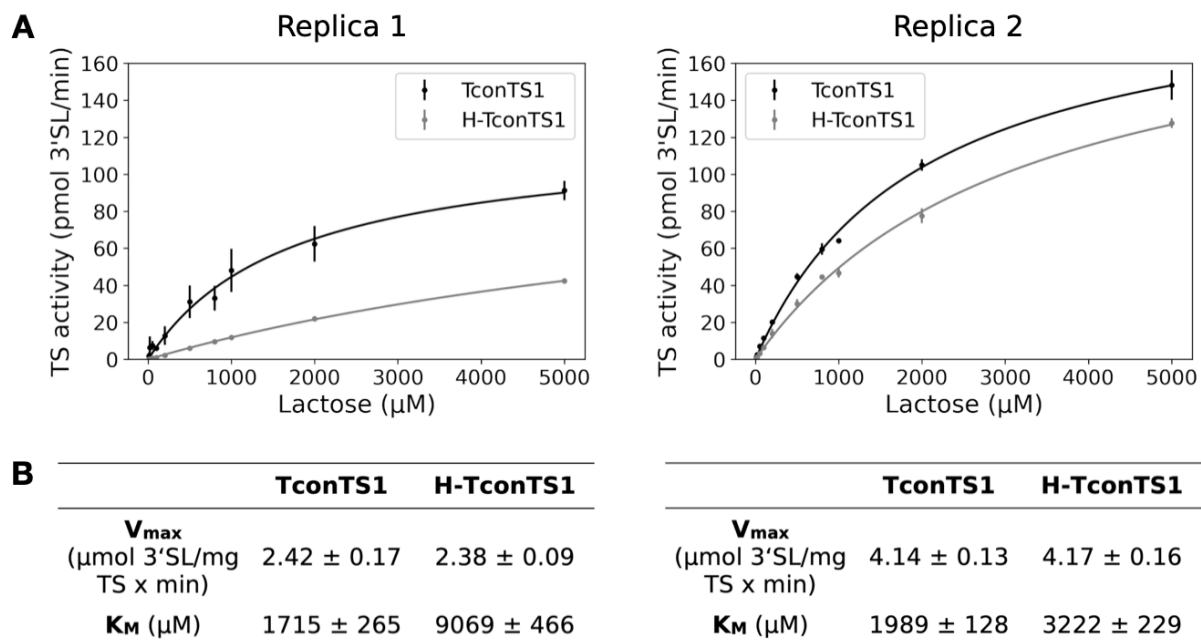 A
Replica 1
Replica 2
TS activity (pmol 3'SL/min)
160
140
120
100
80
60
40
20
0
TconTS1
H-TconTS1
0 1000 2000 3000 4000 5000
Lactose (μM)
TS activity (pmol 3'SL/min)
160
140
120
100
80
60
40
20
0
TconTS1
H-TconTS1
0 1000 2000 3000 4000 5000
Lactose (μM)
B
TconTS1 H-TconTS1
Vmax
(μmol 3‘SL/mg 2.42 ± 0.17 2.38 ± 0.09
TS x min)
KM (μM) 1715 ± 265 9069 ± 466
TconTS1 H-TconTS1
Vmax
(μmol 3‘SL/mg 4.14 ± 0.13 4.17 ± 0.16
TS x min)
KM (μM) 1989 ± 128 3222 ± 229